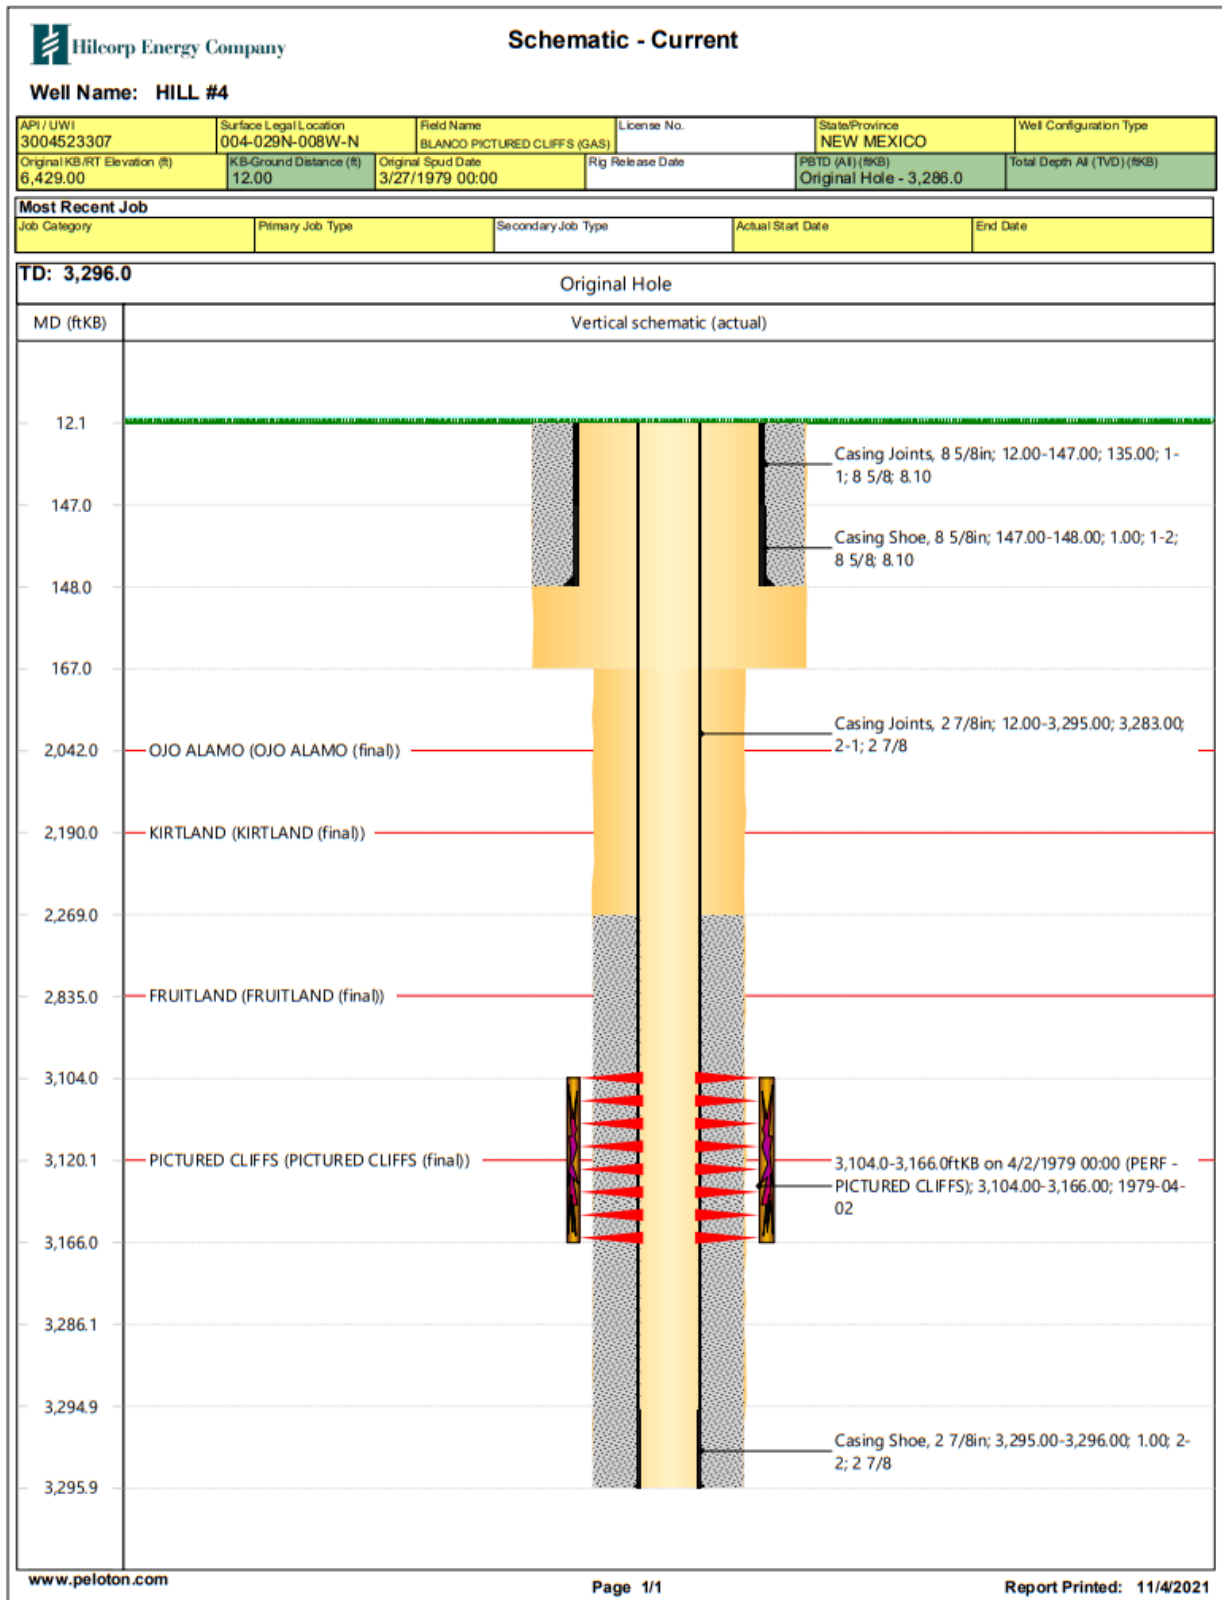 Hilcorp Energy Company
Schematic - Current
Well Name: HILL #4
API / UWI
3004523307
Surface Legal Location
004-029N-008W-N
Field Name
BLANCO PICTURED CLIFFS (GAS)
License No.
State/Province
NEW MEXICO
Well Configuration Type
Original KB/RT Elevation (ft)
6,429.00
KB-Ground Distance (ft)
12.00
Original Spud Date
3/27/1979 00:00
Rig Release Date
PBTD (All) (ftKB)
Original Hole - 3,286.0
Total Depth All (TVD) (ftKB)
Most Recent Job
Job Category
Primary Job Type
Secondary Job Type
Actual Start Date
End Date
TD: 3,296.0
Original Hole
MD (ftKB)
Vertical schematic (actual)
12.1
Casing Joints, 8 5/8in; 12.00-147.00; 135.00; 1-
1; 8 5/8; 8.10
147.0
Casing Shoe, 8 5/8in; 147.00-148.00; 1.00; 1-2;
8 5/8; 8.10
148.0
167.0
Casing Joints, 2 7/8in; 12.00-3,295.00; 3,283.00;
2-1; 2 7/8
2,042.0
OJO ALAMO (OJO ALAMO (final))
2,190.0
KIRTLAND (KIRTLAND (final))
2,269.0
2,835.0
FRUITLAND (FRUITLAND (final))
3,104.0
3,120.1
PICTURED CLIFFS (PICTURED CLIFFS (final))
3,104.0-3,166.0ftKB on 4/2/1979 00:00 (PERF -
PICTURED CLIFFS); 3,104.00-3,166.00; 1979-04-
02
3,166.0
3,286.1
3,294.9
Casing Shoe, 2 7/8in; 3,295.00-3,296.00; 1.00; 2-
2; 2 7/8
3,295.9
www.peloton.com
Page 1/1
Report Printed: 11/4/2021